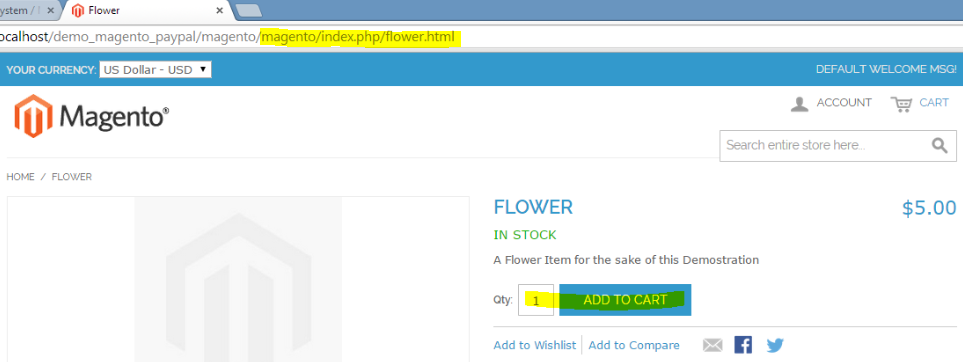 ystem / × Flower ×
localhost/demo_magento_paypal/magento/magento/index.php/flower.html
YOUR CURRENCY: US Dollar - USD DEFAULT WELCOME MSG!
Magento® ACCOUNT CART
Search entire store here..
HOME / FLOWER
FLOWER $5.00
IN STOCK
A Flower Item for the sake of this Demostration
Qty: 1 ADD TO CART
Add to Wishlist Add to Compare